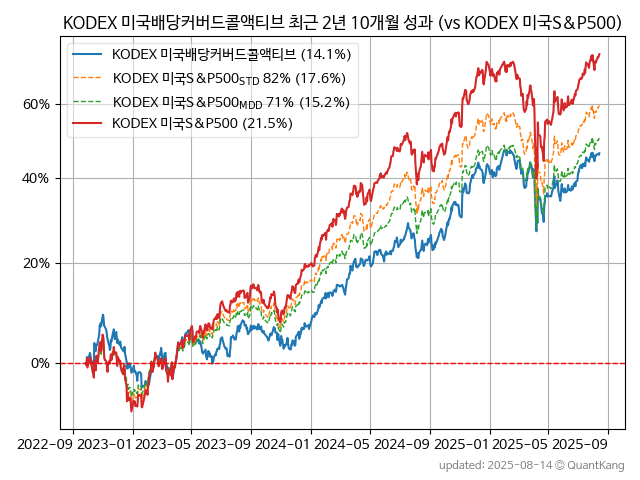 KODEX 미국배당커버드콜액티브 최근 2년 10개월 성과 (vs KODEX 미국S&P500)
KODEX 미국배당커버드콜액티브 (14.1%)
KODEX 미국S&P500STD 82% (17.6%)
KODEX 미국S&P500MDD 71% (15.2%)
KODEX 미국S&P500 (21.5%)
60%
40%
20%
0%
2022-09 2023-01 2023-05 2023-09 2024-01 2024-05 2024-09 2025-01 2025-05 2025-09
updated: 2025-08-14 © QuantKang